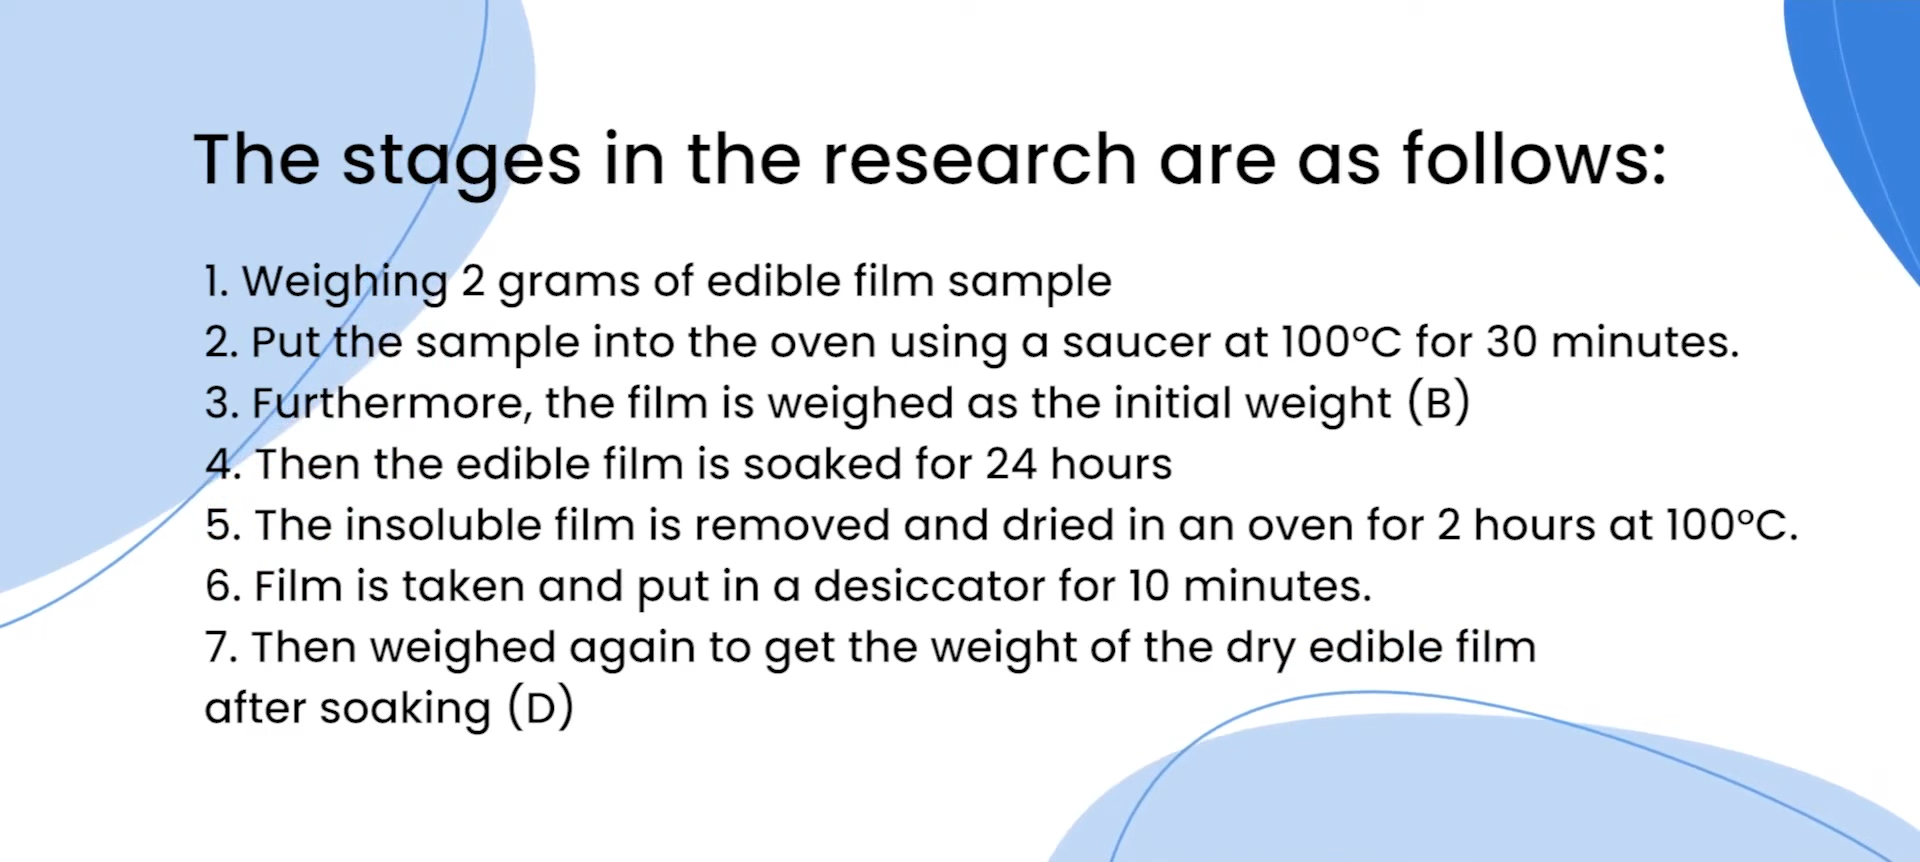 The stages in the research are as follows:
1. Weighing 2 grams of edible film sample
2. Put the sample into the oven using a saucer at 100°C for 30 minutes.
3. Furthermore, the film is weighed as the initial weight (B)
4. Then the edible film is soaked for 24 hours
5. The insoluble film is removed and dried in an oven for 2 hours at 100°C.
6. Film is taken and put in a desiccator for 10 minutes.
7. Then weighed again to get the weight of the dry edible film
after soaking (D)